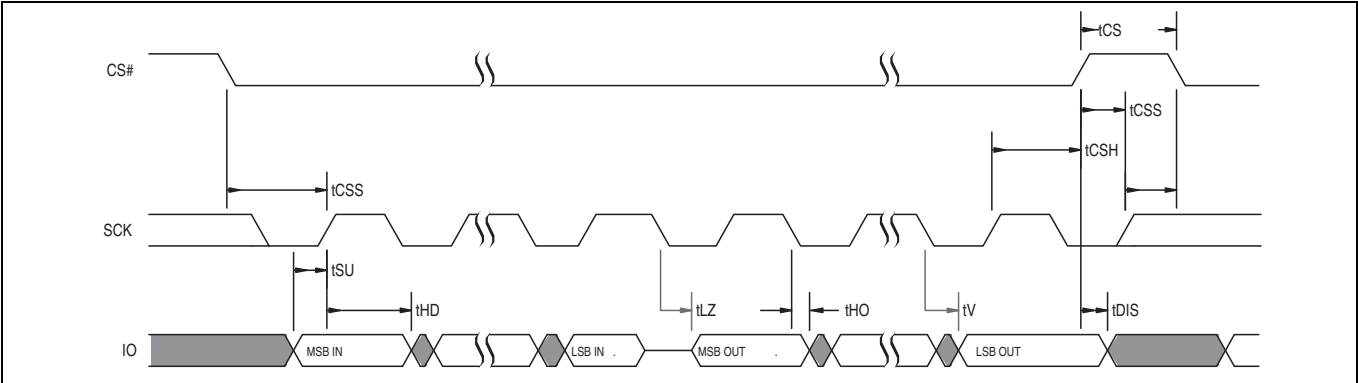 tCS
CS#
tCSS
tCSH
tCSS
SCK
tSU
tHD
tLZ
tHO
tV
tDIS
IO
MSB IN
LSB IN .
MSB OUT .
LSB OUT